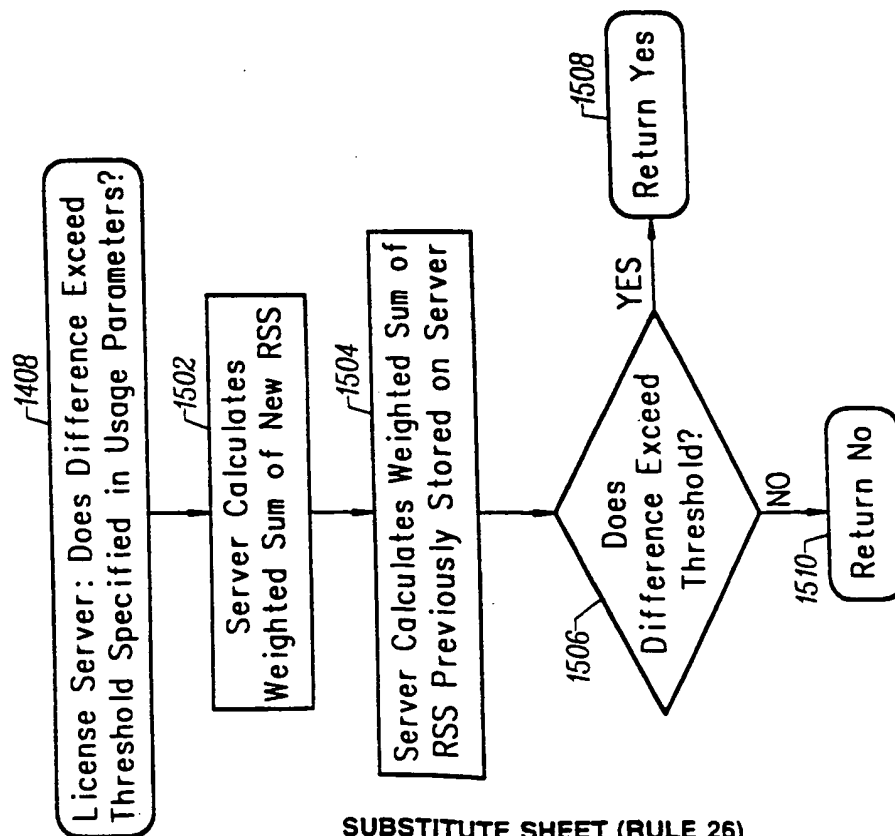 1408
License Server: Does Difference Exceed
Threshold Specified in Usage Parameters?
1502
Server Calculates
Weighted Sum of New RSS
1504
Server Calculates Weighted Sum of
RSS Previously Stored on Server
1506
Does
Difference Exceed
Threshold?
YES
1508
Return Yes
NO
1510
Return No
SUBSTITUTE SHEET (RULE 26)